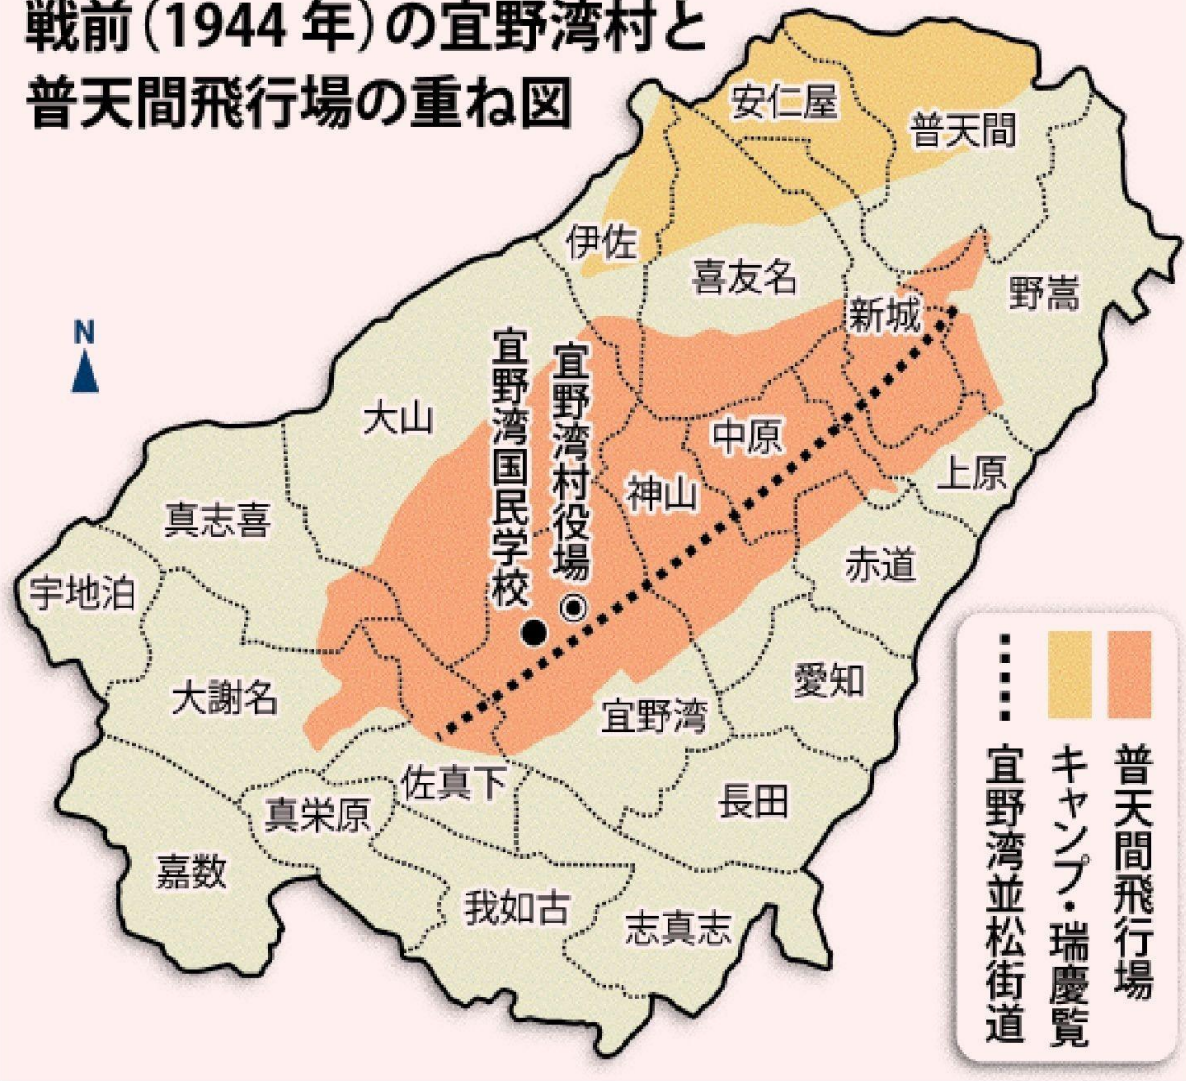 戦前(1944 年)の宜野湾村と
普天間飛行場の重ね図
安仁屋
普天間
伊佐
喜友名
新城
野嵩
N
宜野湾国民学校
宜野湾村役場
大山
中原
神山
上原
真志喜
赤道
宇地泊
大謝名
愛知
宜野湾
佐真下
真栄原
長田
嘉数
我如古
志真志
普天間飛行場
キャンプ・瑞慶覧
宜野湾並松街道